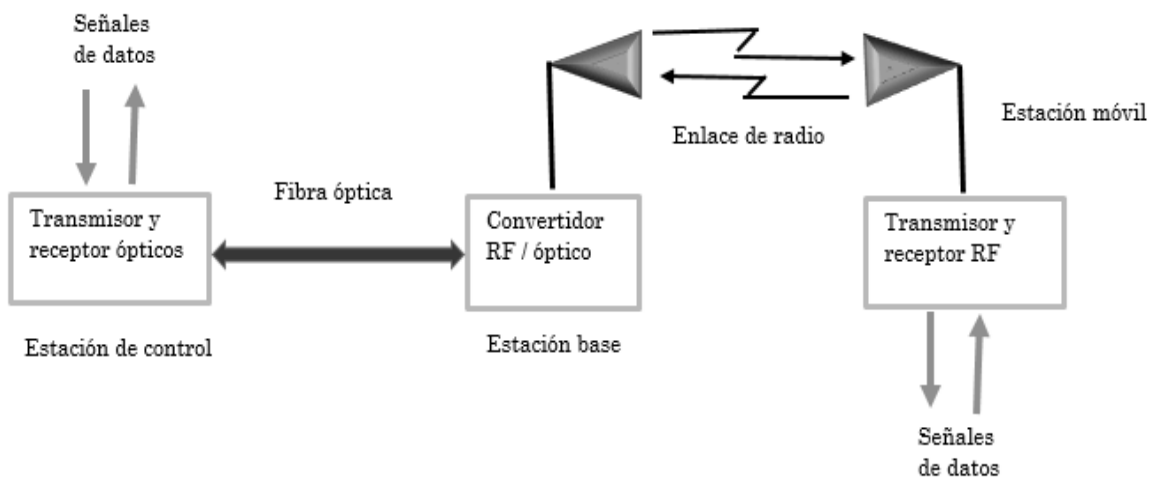 Señales
de datos
Transmisor y
receptor ópticos
Estación de control
Fibra óptica
Convertidor
RF / óptico
Estación base
Enlace de radio
Estación móvil
Transmisor y
receptor RF
Señales
de datos